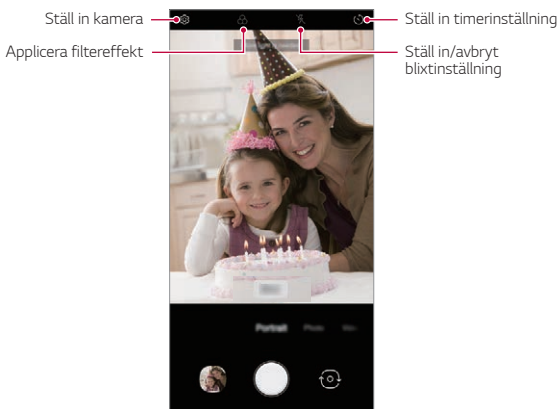 Ställ in kamera
Applicera filtereffekt
Ställ in timerinställning
Ställ in/avbryt
blixtinställning
Portrait
Photo